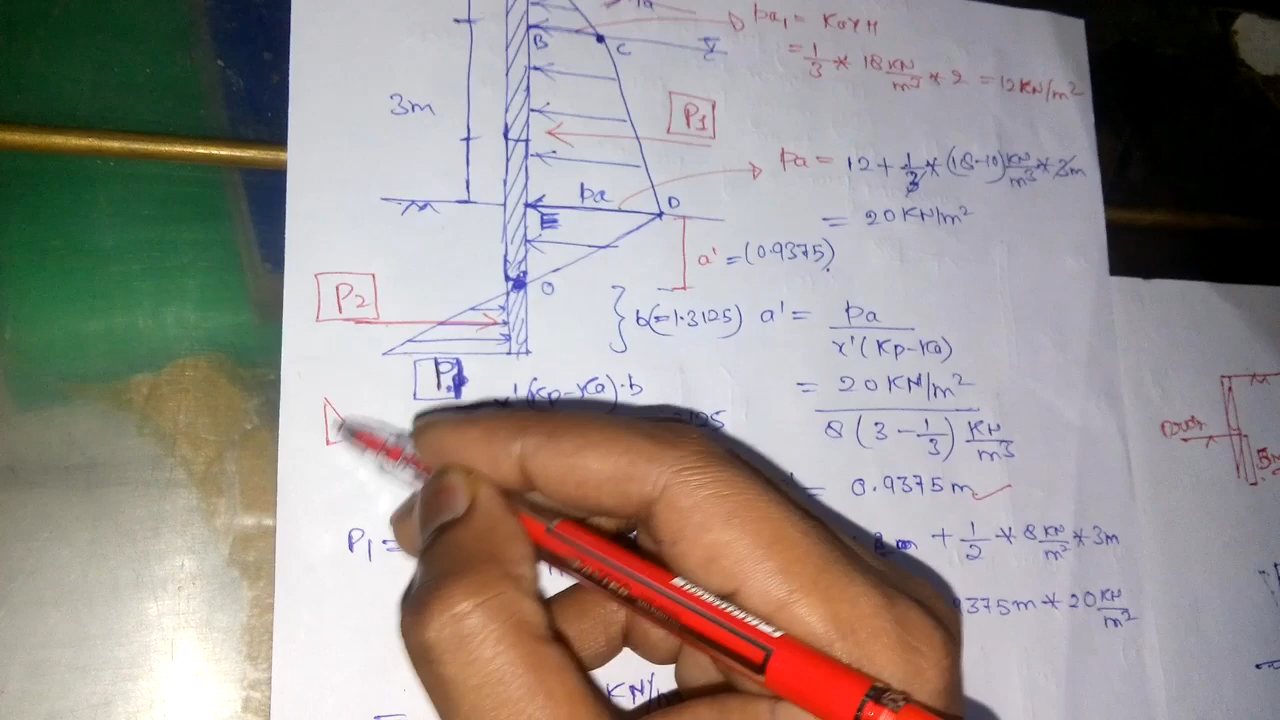 pa1 = KaγH
= 1/3 * 18 KN/m³ * 2 = 12 KN/m²
B
C
3m
P1
pa = 12 + 1/3 * (18-10) KN/m³ * 3m
pa
D
E
= 20 KN/m²
a' = (0.9375)
O
P2
b(=1.3125)
a' = pa / γ'(Kp-Ka)
γ'(Kp-Ka).b
= 20 KN/m² / 8(3 - 1/3) KN/m³
= 0.9375m
P1 =
+ 1/2 * 8 KN/m² * 3m
9375m * 20 KN/m²
KN/
=
5m